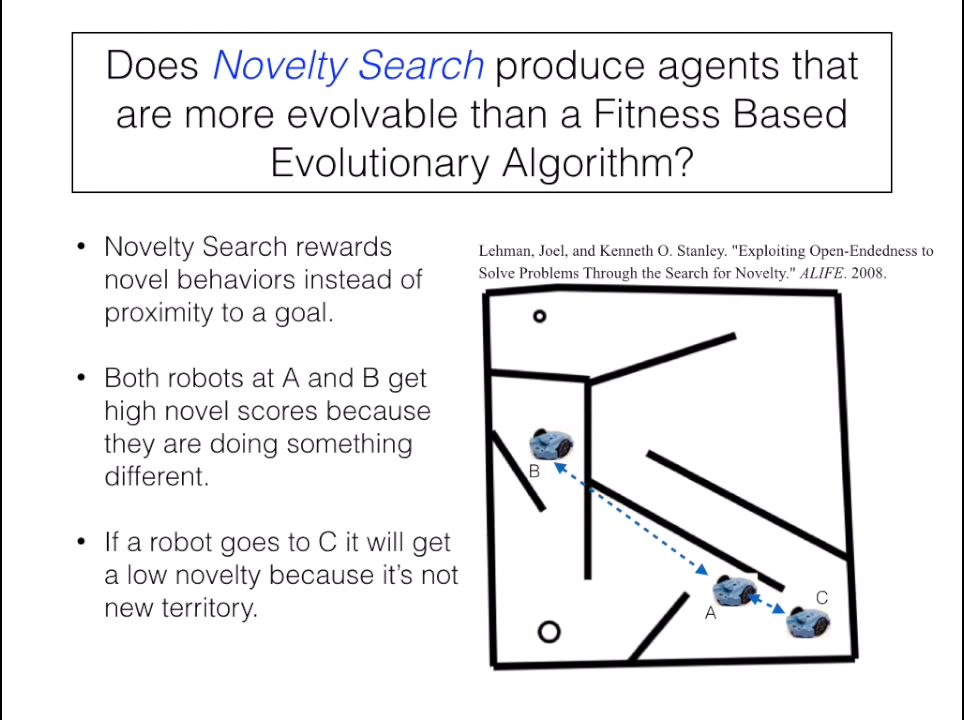 Does Novelty Search produce agents that
are more evolvable than a Fitness Based
Evolutionary Algorithm?
• Novelty Search rewards
novel behaviors instead of
proximity to a goal.
• Both robots at A and B get
high novel scores because
they are doing something
different.
• If a robot goes to C it will get
a low novelty because it's not
new territory.
Lehman, Joel, and Kenneth O. Stanley. "Exploiting Open-Endedness to
Solve Problems Through the Search for Novelty." ALIFE. 2008.
B
A
C